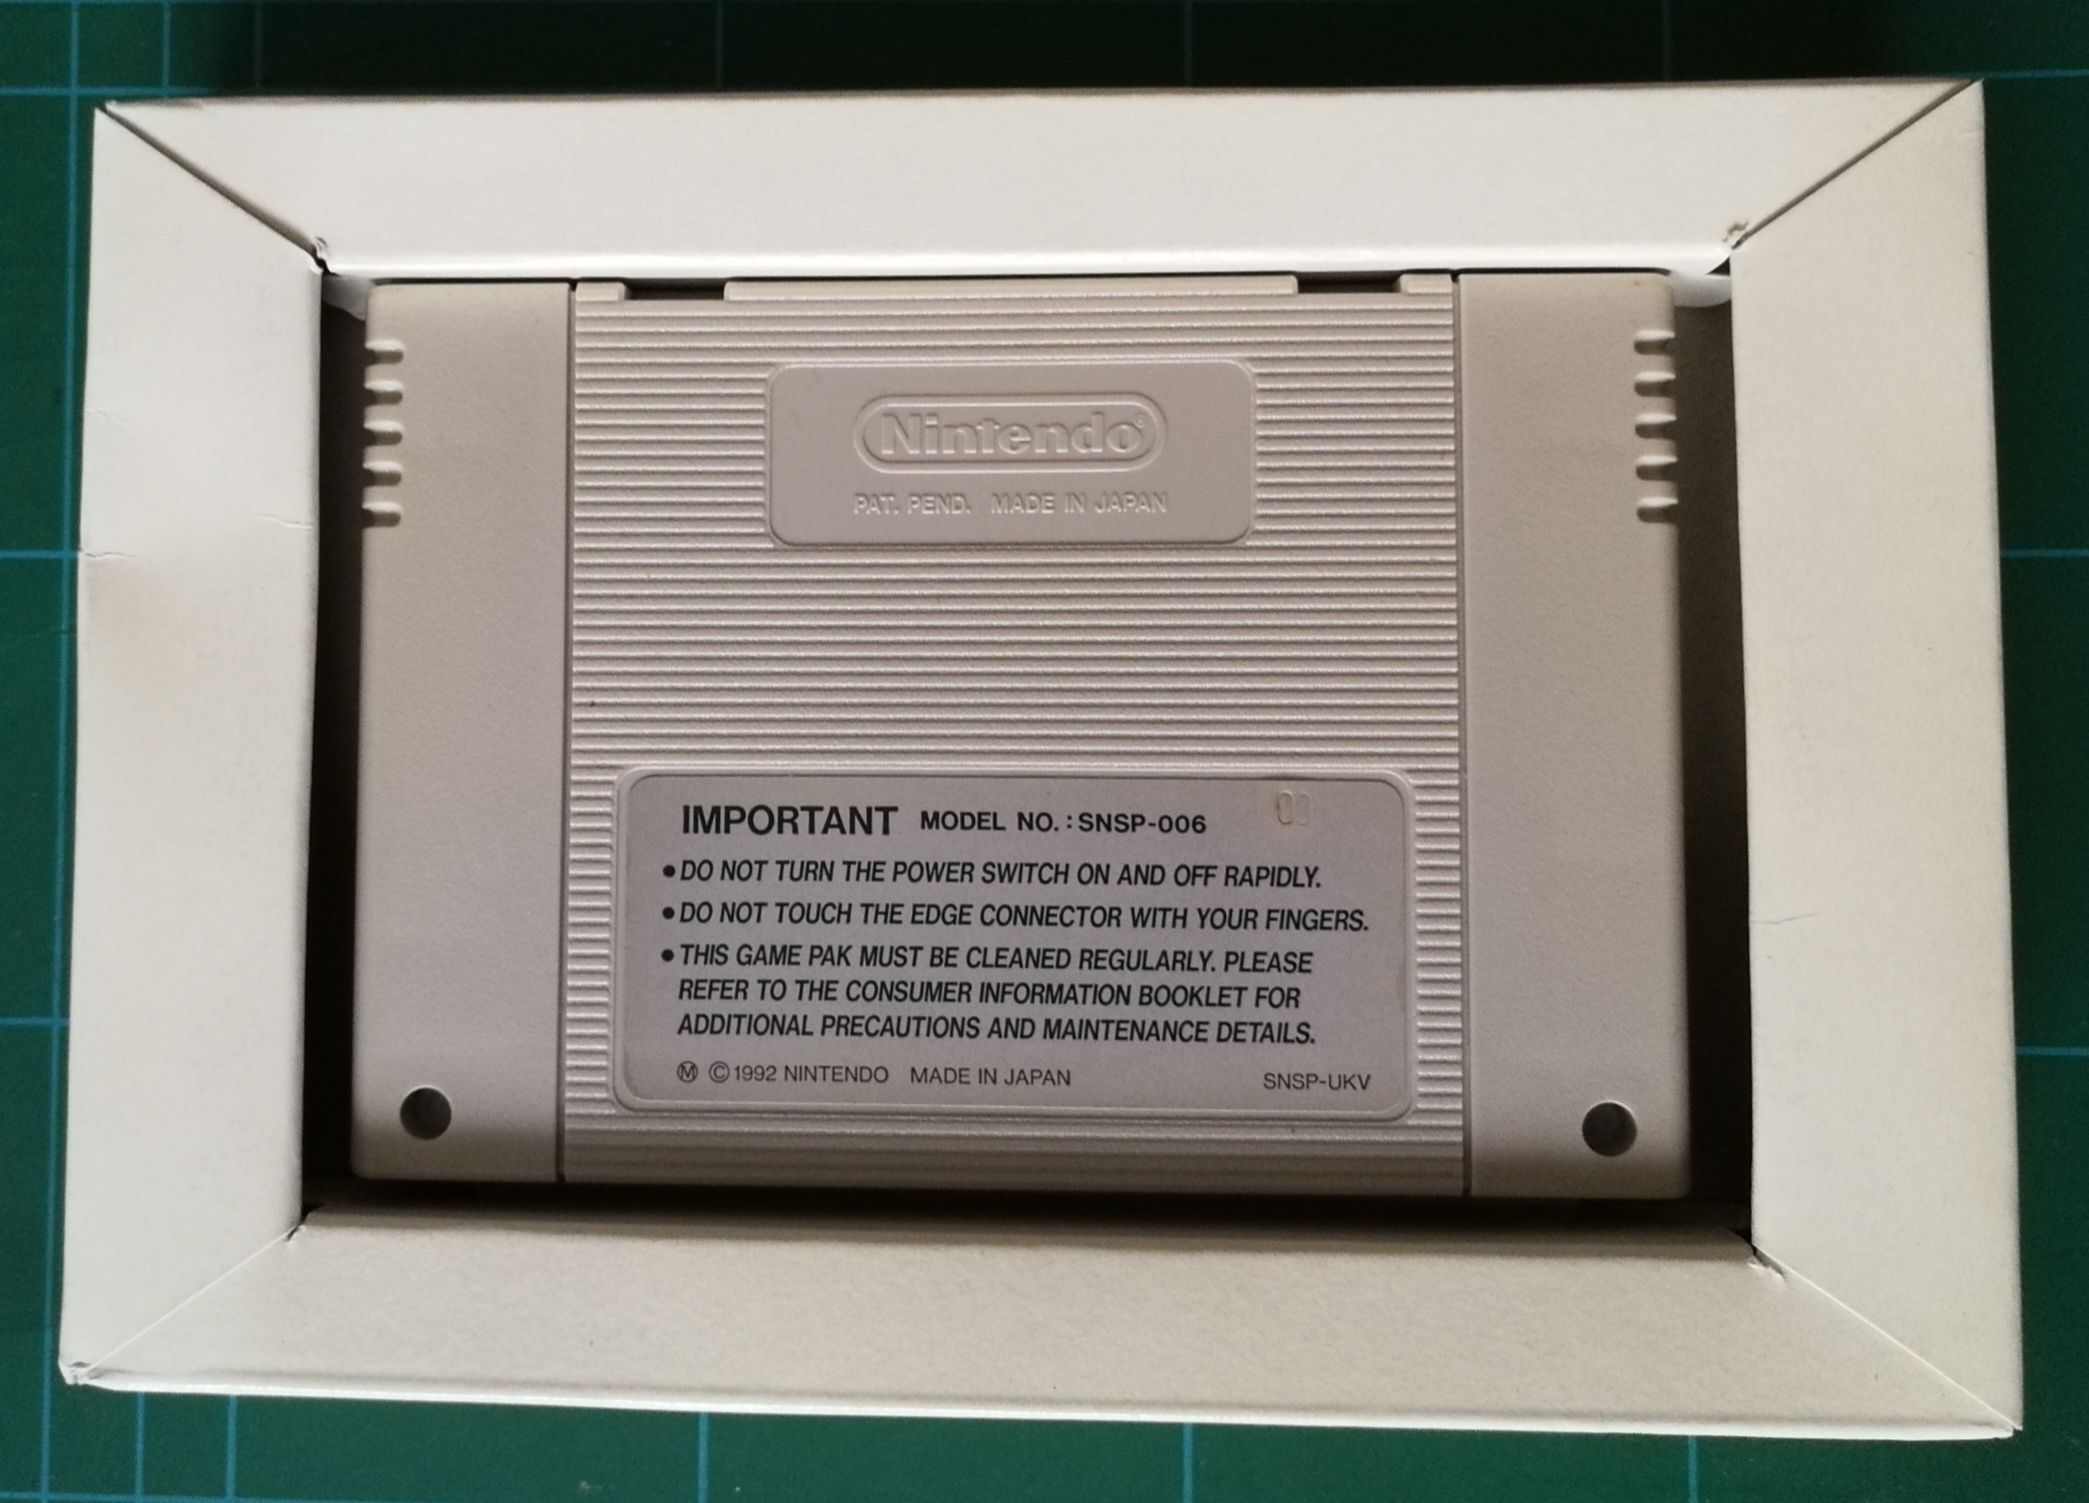 Nintendo®
PAT. PEND. MADE IN JAPAN
IMPORTANT MODEL NO.: SNSP-006
• DO NOT TURN THE POWER SWITCH ON AND OFF RAPIDLY.
• DO NOT TOUCH THE EDGE CONNECTOR WITH YOUR FINGERS.
• THIS GAME PAK MUST BE CLEANED REGULARLY. PLEASE
REFER TO THE CONSUMER INFORMATION BOOKLET FOR
ADDITIONAL PRECAUTIONS AND MAINTENANCE DETAILS.
Ⓜ ©1992 NINTENDO MADE IN JAPAN SNSP-UKV